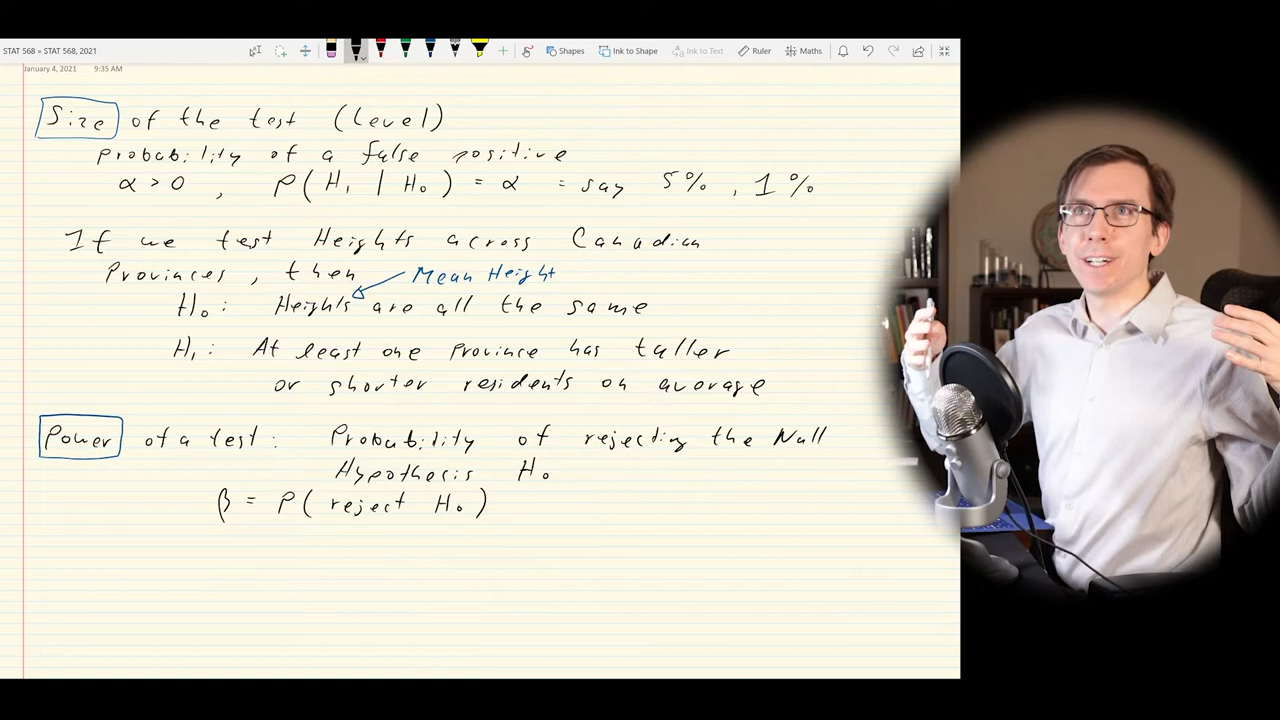 STAT 568 » STAT 568, 2021
Shapes Ink to Shape Ink to Text Ruler Maths
January 4, 2021 9:35 AM
Size of the test (level)
probability of a false positive
α > 0 , P( H₁ | H₀ ) = α = say 5% , 1%
If we test Heights across Canadian
Provinces , then Mean Height
H₀ : Heights are all the same
H₁ : At least one province has taller
or shorter residents on average
Power of a test : Probability of rejecting the Null
Hypothesis H₀
β = P( reject H₀ )